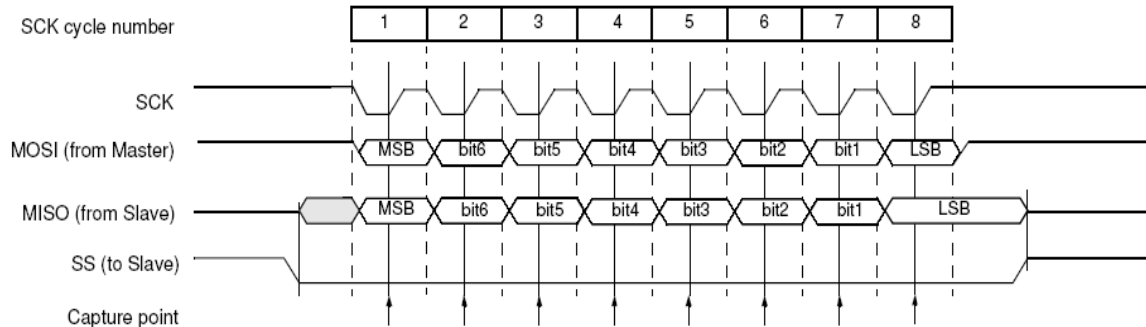 SCK cycle number 1 2 3 4 5 6 7 8
SCK
MOSI (from Master) MSB bit6 bit5 bit4 bit3 bit2 bit1 LSB
MISO (from Slave) MSB bit6 bit5 bit4 bit3 bit2 bit1 LSB
SS (to Slave)
Capture point